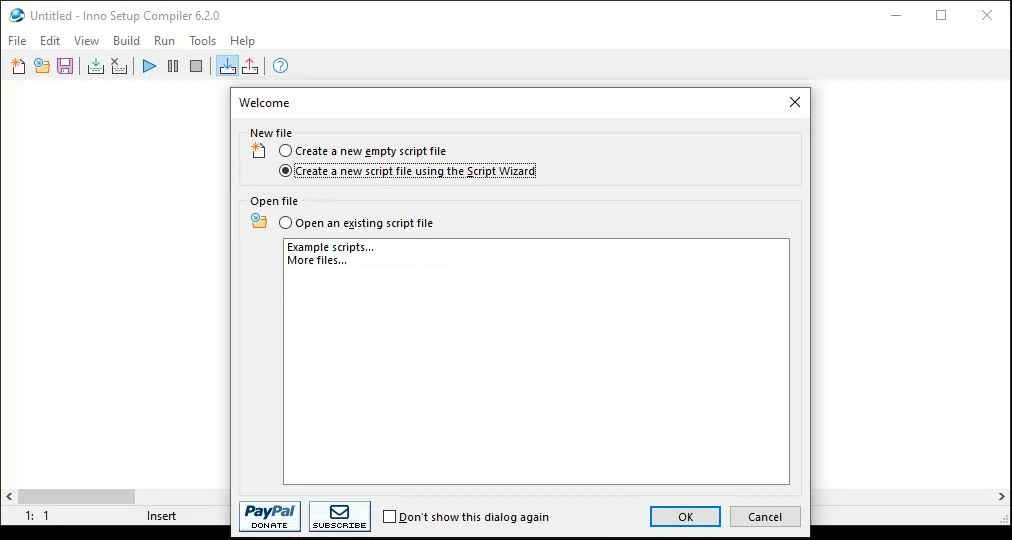 Untitled - Inno Setup Compiler 6.2.0
File Edit View Build Run Tools Help
Welcome
New file
Create a new empty script file
Create a new script file using the Script Wizard
Open file
Open an existing script file
Example scripts...
More files...
1: 1 Insert
PayPal
DONATE
SUBSCRIBE
Don't show this dialog again
OK
Cancel